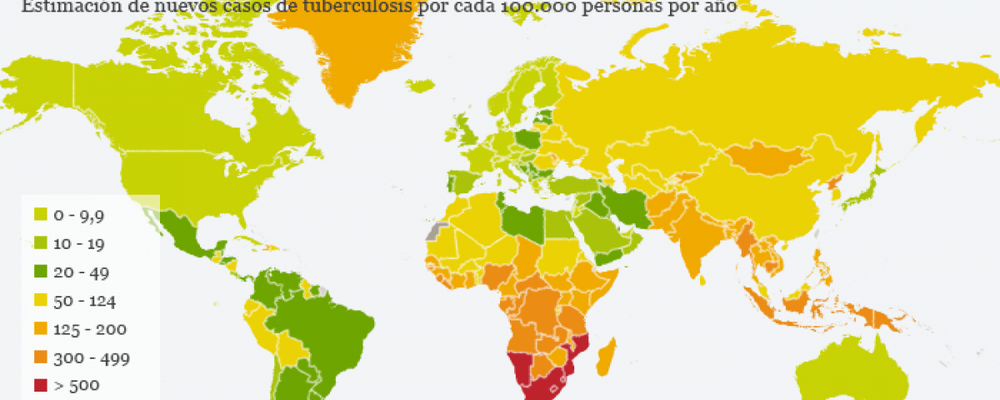 Estimación de nuevos casos de tuberculosis por cada 100.000 personas por año
0 - 9,9
10 - 19
20 - 49
50 - 124
125 - 200
300 - 499
> 500